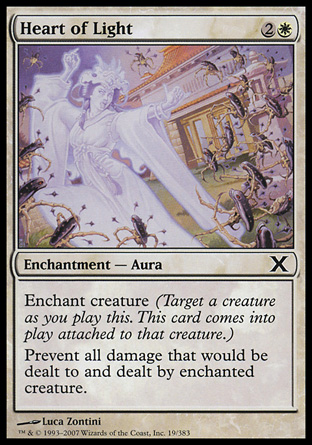 Heart of Light 2
Enchantment — Aura X
Enchant creature (Target a creature
as you play this. This card comes into
play attached to that creature.)
Prevent all damage that would be
dealt to and dealt by enchanted
creature.
Luca Zontini
™ & © 1993–2007 Wizards of the Coast, Inc. 19/383